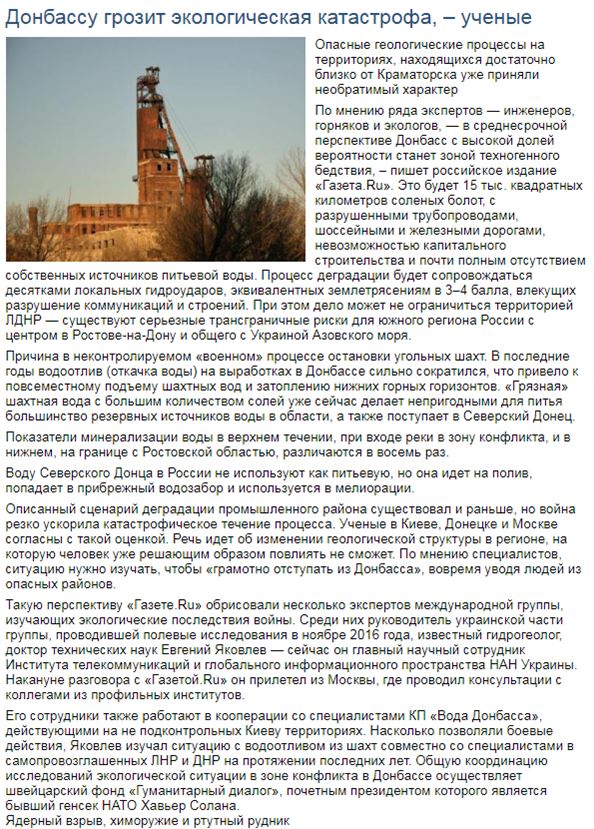 Донбассу грозит экологическая катастрофа, – ученые
Опасные геологические процессы на
территориях, находящихся достаточно
близко от Краматорска уже приняли
необратимый характер
По мнению ряда экспертов — инженеров,
горняков и экологов, — в среднесрочной
перспективе Донбасс с высокой долей
вероятности станет зоной техногенного
бедствия, – пишет российское издание
«Газета.Ru». Это будет 15 тыс. квадратных
километров соленых болот, с
разрушенными трубопроводами,
шоссейными и железными дорогами,
невозможностью капитального
строительства и почти полным отсутствием
собственных источников питьевой воды. Процесс деградации будет сопровождаться
десятками локальных гидроударов, эквивалентных землетрясениям в 3–4 балла, влекущих
разрушение коммуникаций и строений. При этом дело может не ограничиться территорией
ЛДНР — существуют серьезные трансграничные риски для южного региона России с
центром в Ростове-на-Дону и общего с Украиной Азовского моря.
Причина в неконтролируемом «военном» процессе остановки угольных шахт. В последние
годы водоотлив (откачка воды) на выработках в Донбассе сильно сократился, что привело к
повсеместному подъему шахтных вод и затоплению нижних горных горизонтов. «Грязная»
шахтная вода с большим количеством солей уже сейчас делает непригодными для питья
большинство резервных источников воды в области, а также поступает в Северский Донец.
Показатели минерализации воды в верхнем течении, при входе реки в зону конфликта, и в
нижнем, на границе с Ростовской областью, различаются в восемь раз.
Воду Северского Донца в России не используют как питьевую, но она идет на полив,
попадает в прибрежный водозабор и используется в мелиорации.
Описанный сценарий деградации промышленного района существовал и раньше, но война
резко ускорила катастрофическое течение процесса. Ученые в Киеве, Донецке и Москве
согласны с такой оценкой. Речь идет об изменении геологической структуры в регионе, на
которую человек уже решающим образом повлиять не сможет. По мнению специалистов,
ситуацию нужно изучать, чтобы «грамотно отступать из Донбасса», вовремя уводя людей из
опасных районов.
Такую перспективу «Газете.Ru» обрисовали несколько экспертов международной группы,
изучающих экологические последствия войны. Среди них руководитель украинской части
группы, проводившей полевые исследования в ноябре 2016 года, известный гидрогеолог,
доктор технических наук Евгений Яковлев — сейчас он главный научный сотрудник
Института телекоммуникаций и глобального информационного пространства НАН Украины.
Накануне разговора с «Газетой.Ru» он прилетел из Москвы, где проводил консультации с
коллегами из профильных институтов.
Его сотрудники также работают в кооперации со специалистами КП «Вода Донбасса»,
действующими на не подконтрольных Киеву территориях. Насколько позволяли боевые
действия, Яковлев изучал ситуацию с водоотливом из шахт совместно со специалистами в
самопровозглашенных ЛНР и ДНР на протяжении последних лет. Общую координацию
исследований экологической ситуации в зоне конфликта в Донбассе осуществляет
швейцарский фонд «Гуманитарный диалог», почетным президентом которого является
бывший генсек НАТО Хавьер Солана.
Ядерный взрыв, химоружие и ртутный рудник